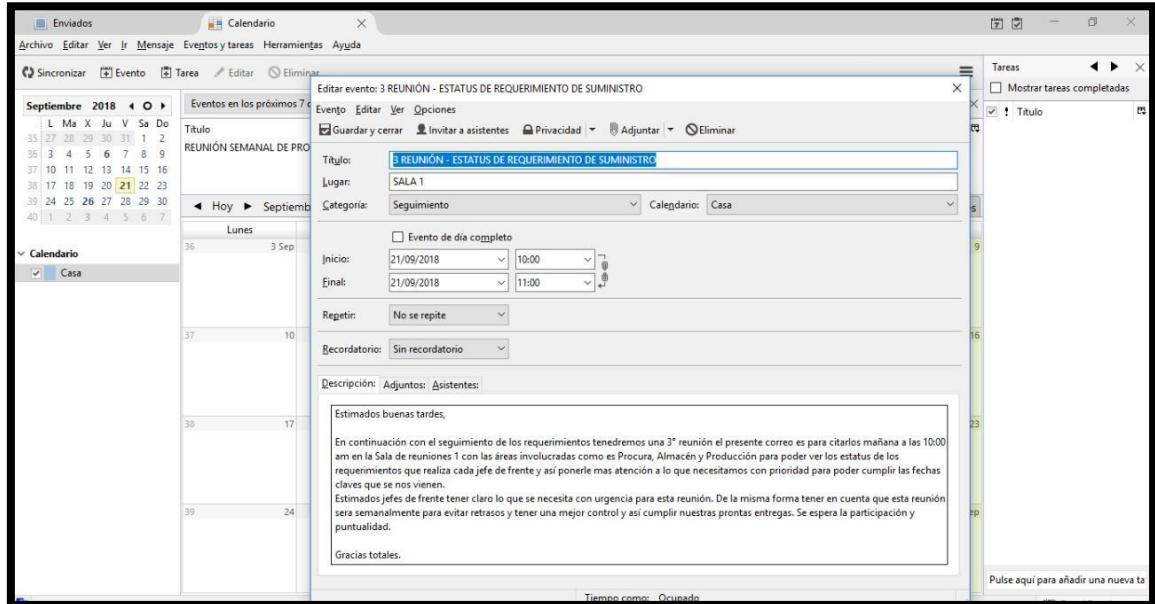 Enviados
Calendario
Archivo Editar Ver Ir Mensaje Eventos y tareas Herramientas Ayuda
Sincronizar Evento Tarea Editar Eliminar
Septiembre 2018
L Ma X Ju V Sa Do
35 27 28 29 30 31 1 2
36 3 4 5 6 7 8 9
37 10 11 12 13 14 15 16
38 17 18 19 20 21 22 23
39 24 25 26 27 28 29 30
40 1 2 3 4 5 6 7
Calendario
Casa
Eventos en los próximos 7
Título
REUNIÓN SEMANAL DE PRO
Hoy Septiemb
Lunes
36 3 Sep
37 10
38 17
39 24
9
16
23
Editar evento: 3 REUNIÓN - ESTATUS DE REQUERIMIENTO DE SUMINISTRO
Evento Editar Ver Opciones
Guardar y cerrar Invitar a asistentes Privacidad Adjuntar Eliminar
Título: 3 REUNIÓN - ESTATUS DE REQUERIMIENTO DE SUMINISTRO
Lugar: SALA 1
Categoría: Seguimiento Calendario: Casa
Evento de día completo
Inicio: 21/09/2018 10:00
Final: 21/09/2018 11:00
Repetir: No se repite
Recordatorio: Sin recordatorio
Descripción: Adjuntos: Asistentes:
Estimados buenas tardes,
En continuación con el seguimiento de los requerimientos tenedremos una 3° reunión el presente correo es para citarlos mañana a las 10:00
am en la Sala de reuniones 1 con las áreas involucradas como es Procura, Almacén y Producción para poder ver los estatus de los
requerimientos que realiza cada jefe de frente y así ponerle mas atención a lo que necesitamos con prioridad para poder cumplir las fechas
claves que se nos vienen.
Estimados jefes de frente tener claro lo que se necesita con urgencia para esta reunión. De la misma forma tener en cuenta que esta reunión
sera semanalmente para evitar retrasos y tener una mejor control y así cumplir nuestras prontas entregas. Se espera la participación y
puntualidad.
Gracias totales.
Tiempo como: Ocupado
Tareas
Mostrar tareas completadas
! Título
Pulse aquí para añadir una nueva ta